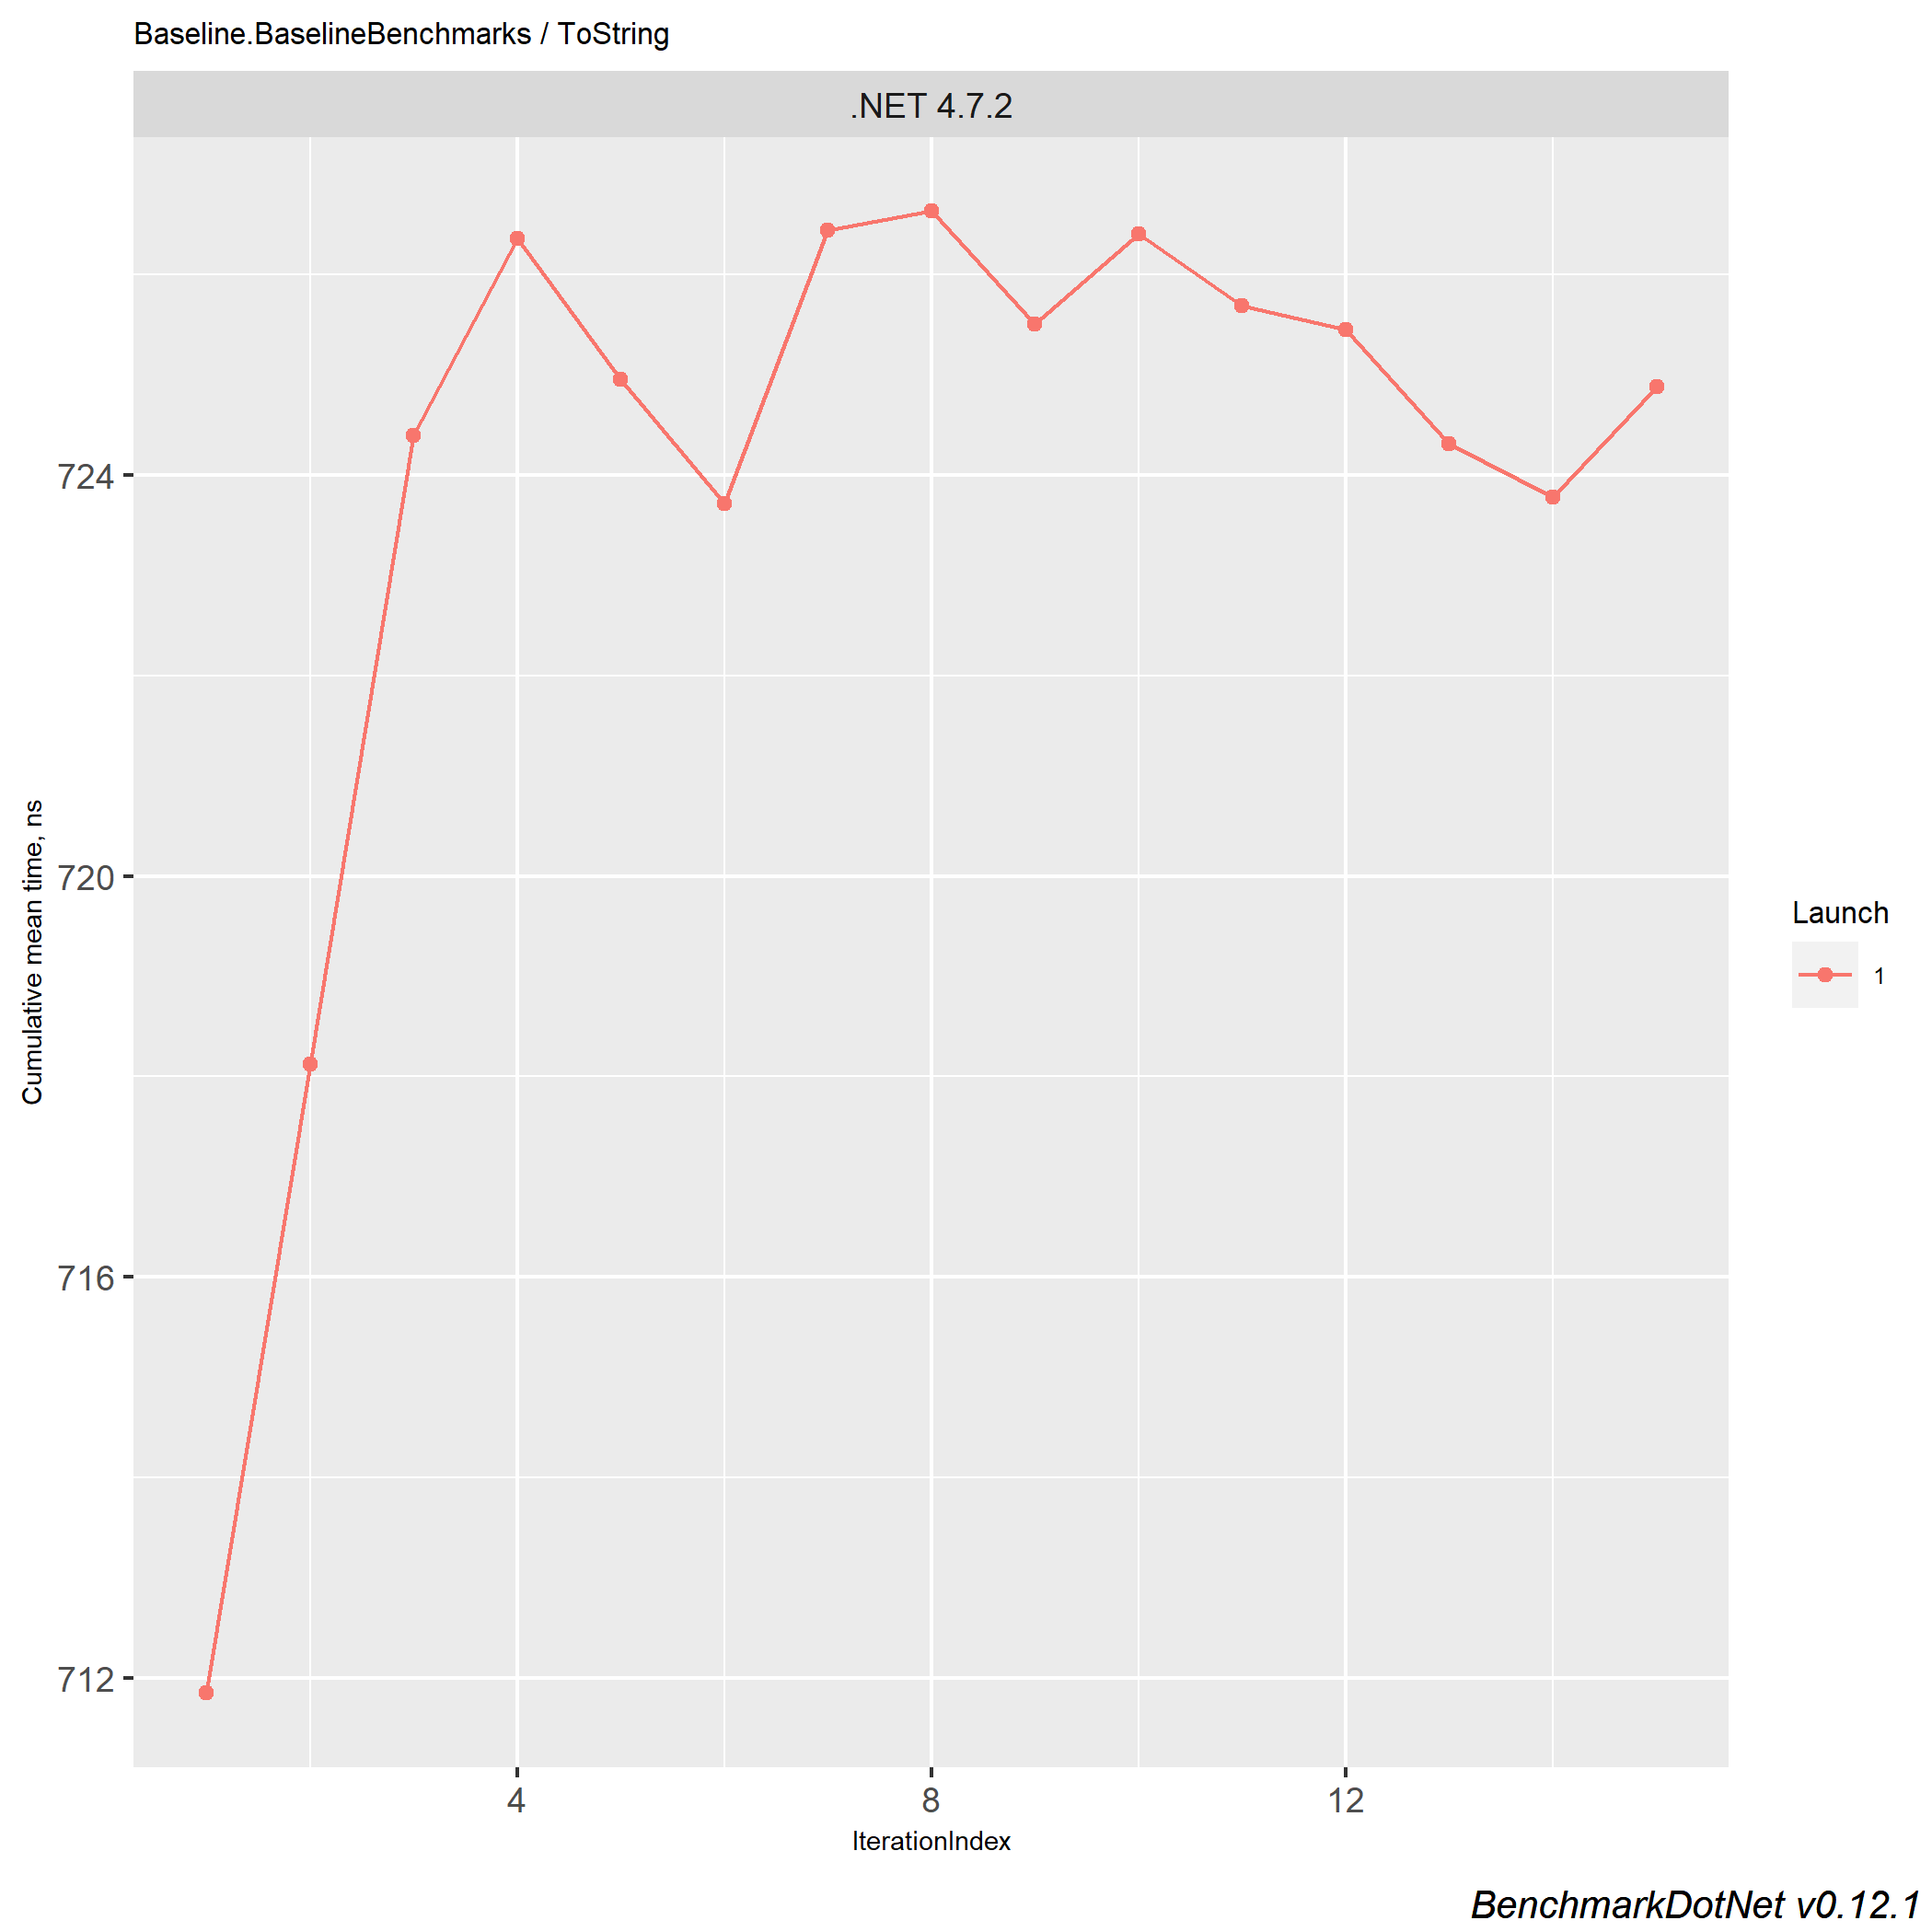 Baseline.BaselineBenchmarks / ToString
.NET 4.7.2
724
720
716
712
Cumulative mean time, ns
4 8 12
IterationIndex
Launch
1
BenchmarkDotNet v0.12.1